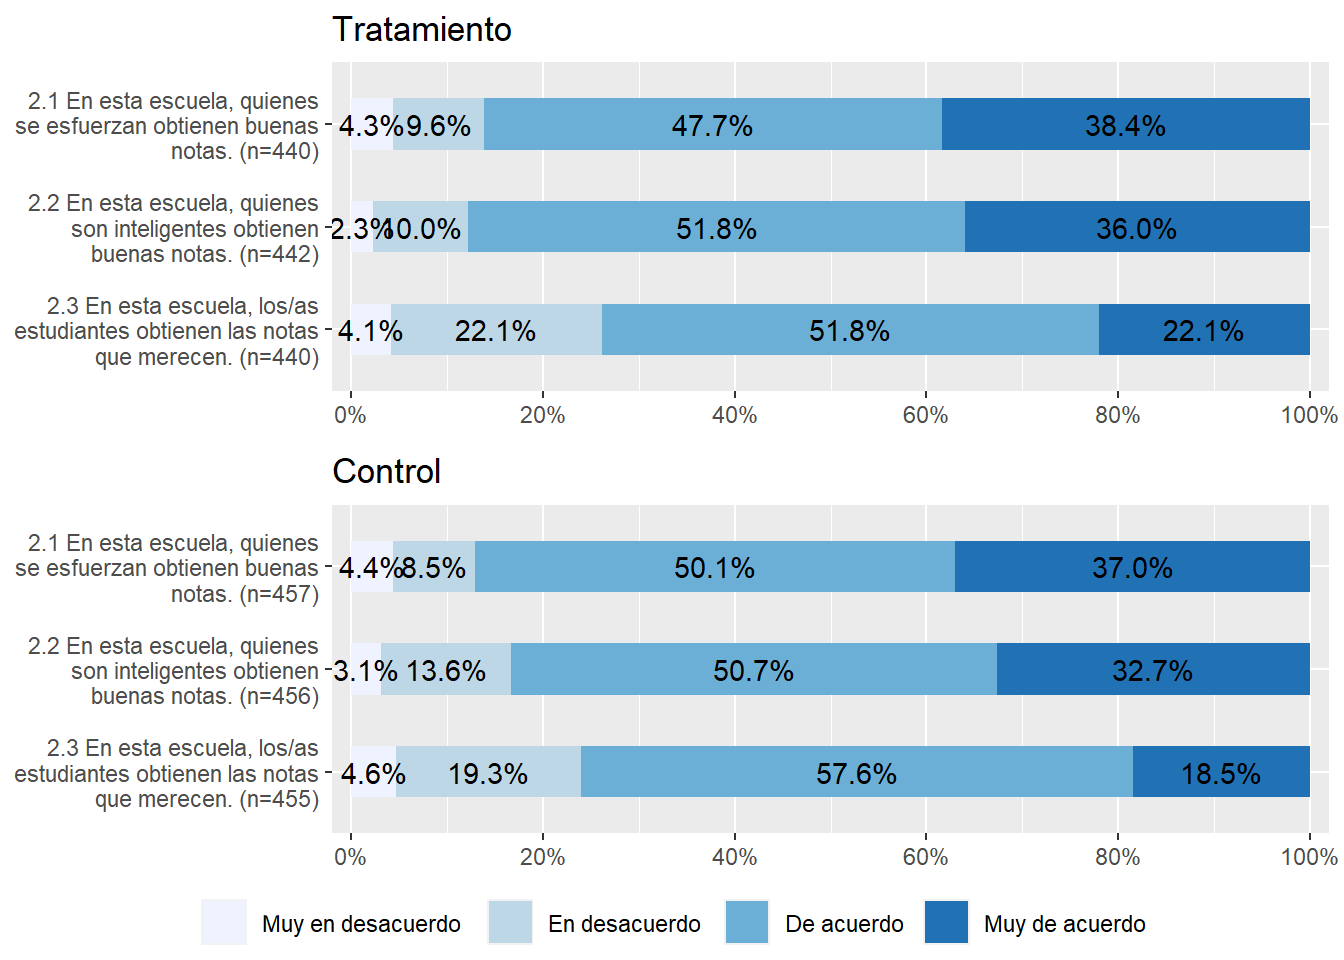 Tratamiento
2.1 En esta escuela, quienes
se esfuerzan obtienen buenas
notas. (n=440)
4.3% 9.6% 47.7% 38.4%
2.2 En esta escuela, quienes
son inteligentes obtienen
buenas notas. (n=442)
2.3% 10.0% 51.8% 36.0%
2.3 En esta escuela, los/as
estudiantes obtienen las notas
que merecen. (n=440)
4.1% 22.1% 51.8% 22.1%
0% 20% 40% 60% 80% 100%
Control
2.1 En esta escuela, quienes
se esfuerzan obtienen buenas
notas. (n=457)
4.4% 8.5% 50.1% 37.0%
2.2 En esta escuela, quienes
son inteligentes obtienen
buenas notas. (n=456)
3.1% 13.6% 50.7% 32.7%
2.3 En esta escuela, los/as
estudiantes obtienen las notas
que merecen. (n=455)
4.6% 19.3% 57.6% 18.5%
0% 20% 40% 60% 80% 100%
Muy en desacuerdo En desacuerdo De acuerdo Muy de acuerdo